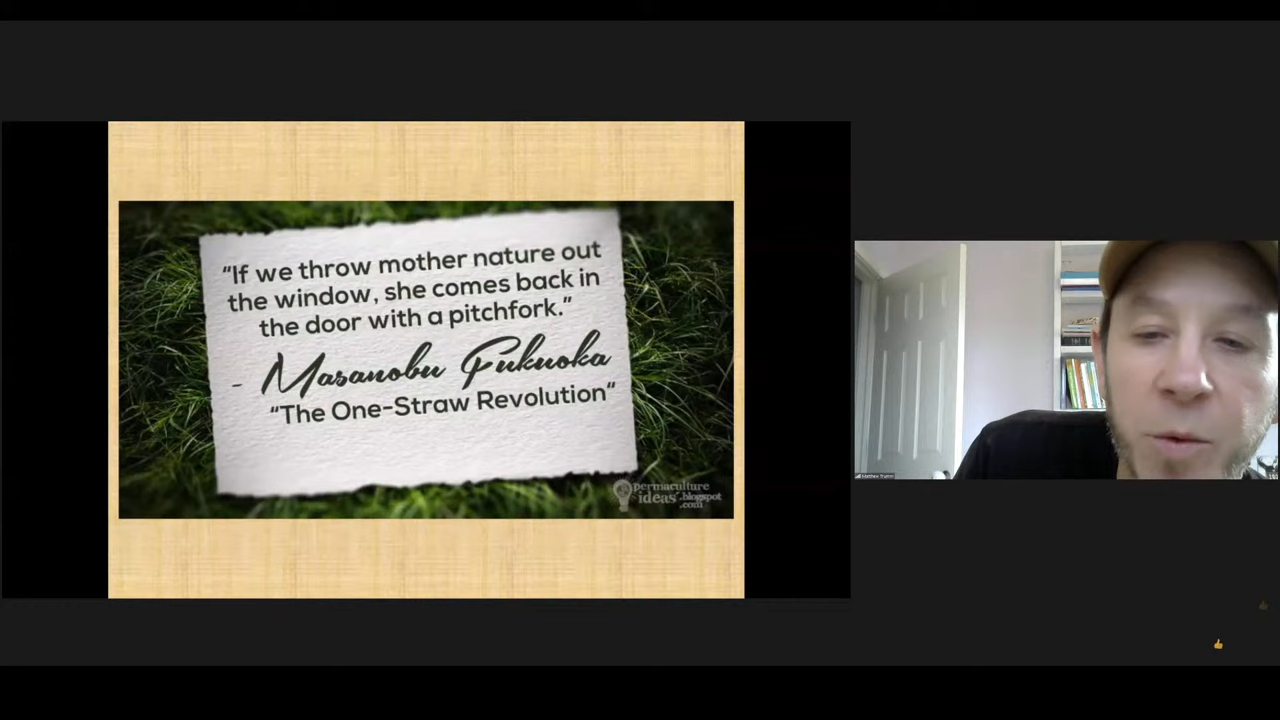 “If we throw mother nature out
the window, she comes back in
the door with a pitchfork.”
- Masanobu Fukuoka
“The One-Straw Revolution“
permaculture
ideas .blogspot
.com
Matthew